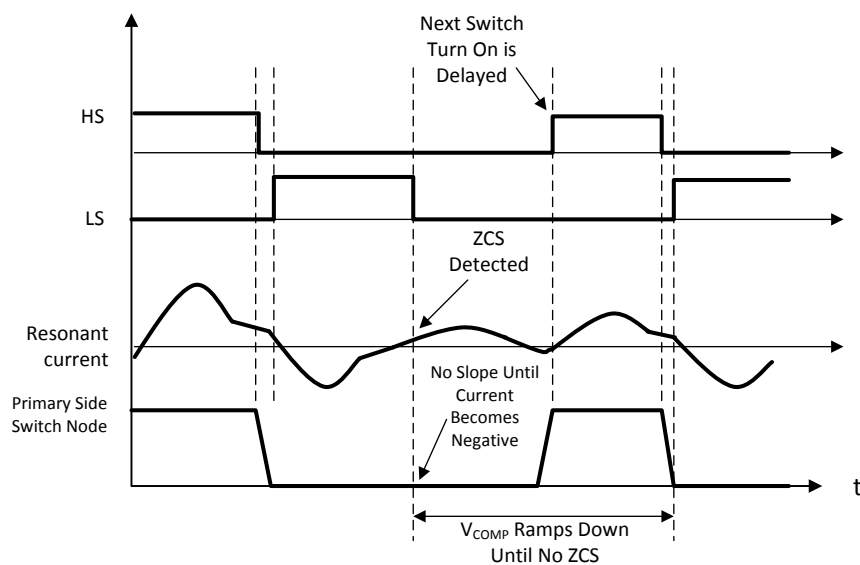 Next Switch
Turn On is
Delayed
HS
LS
ZCS
Detected
Resonant
current
No Slope Until
Current
Becomes
Negative
Primary Side
Switch Node
t
VCOMP Ramps Down
Until No ZCS